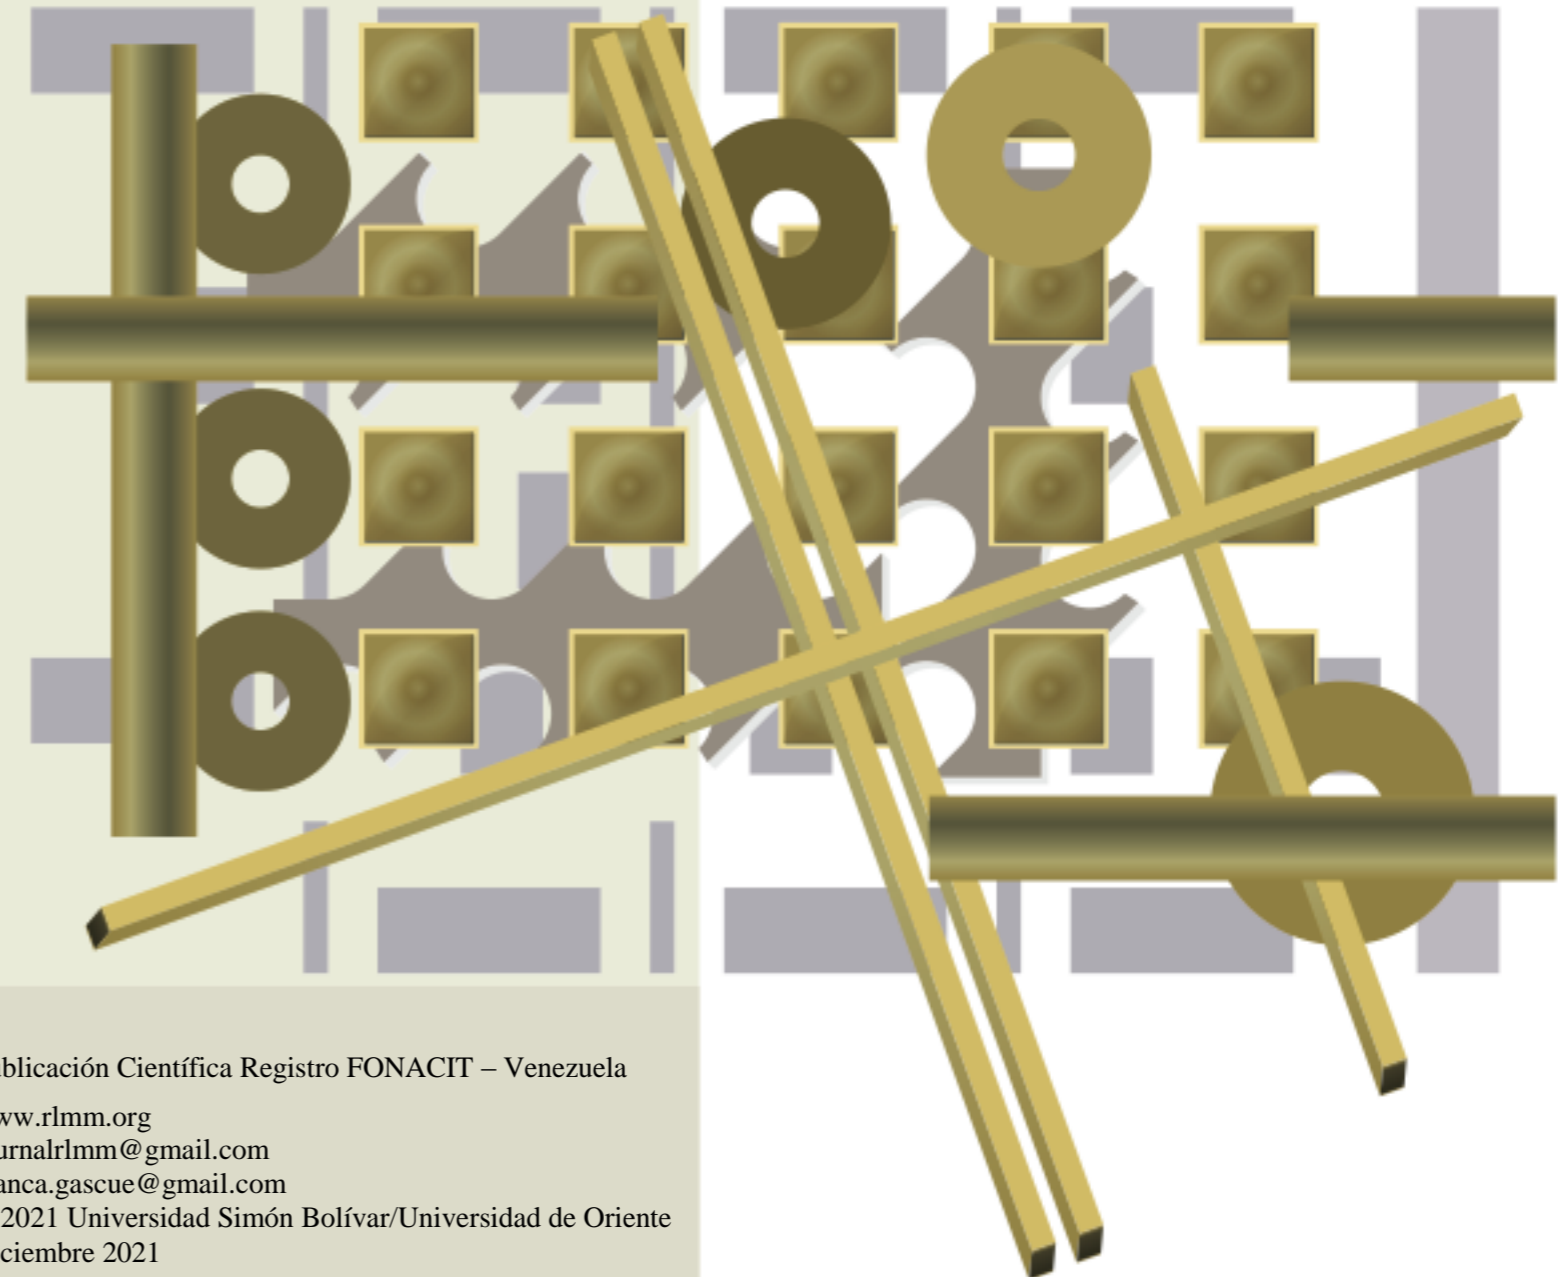 blicación Científica Registro FONACIT – Venezuela
ww.rlmm.org
urnalrlmm@gmail.com
anca.gascue@gmail.com
2021 Universidad Simón Bolívar/Universidad de Oriente
ciembre 2021